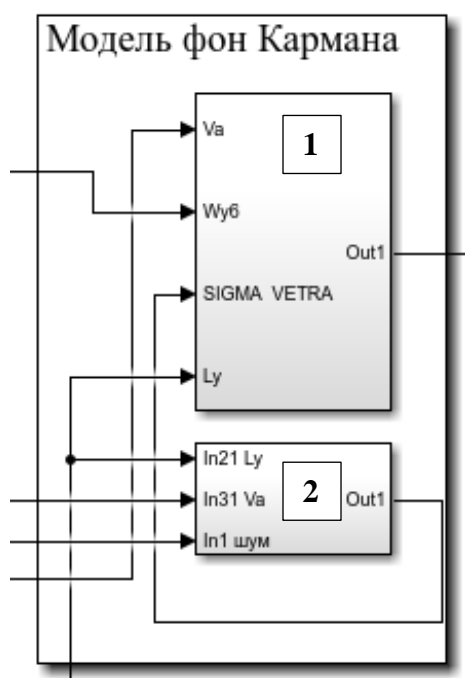 Модель фон Кармана
Va
1
Wy6
Out1
SIGMA VETRA
Ly
In21 Ly
In31 Va
2
Out1
In1 шум